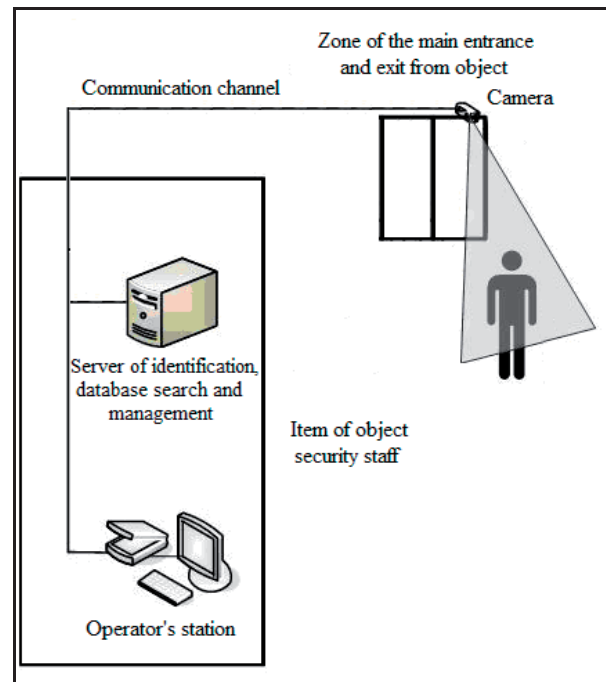 Zone of the main entrance
and exit from object
Communication channel
Camera
Server of identification,
database search and
management
Item of object
security staff
Operator's station